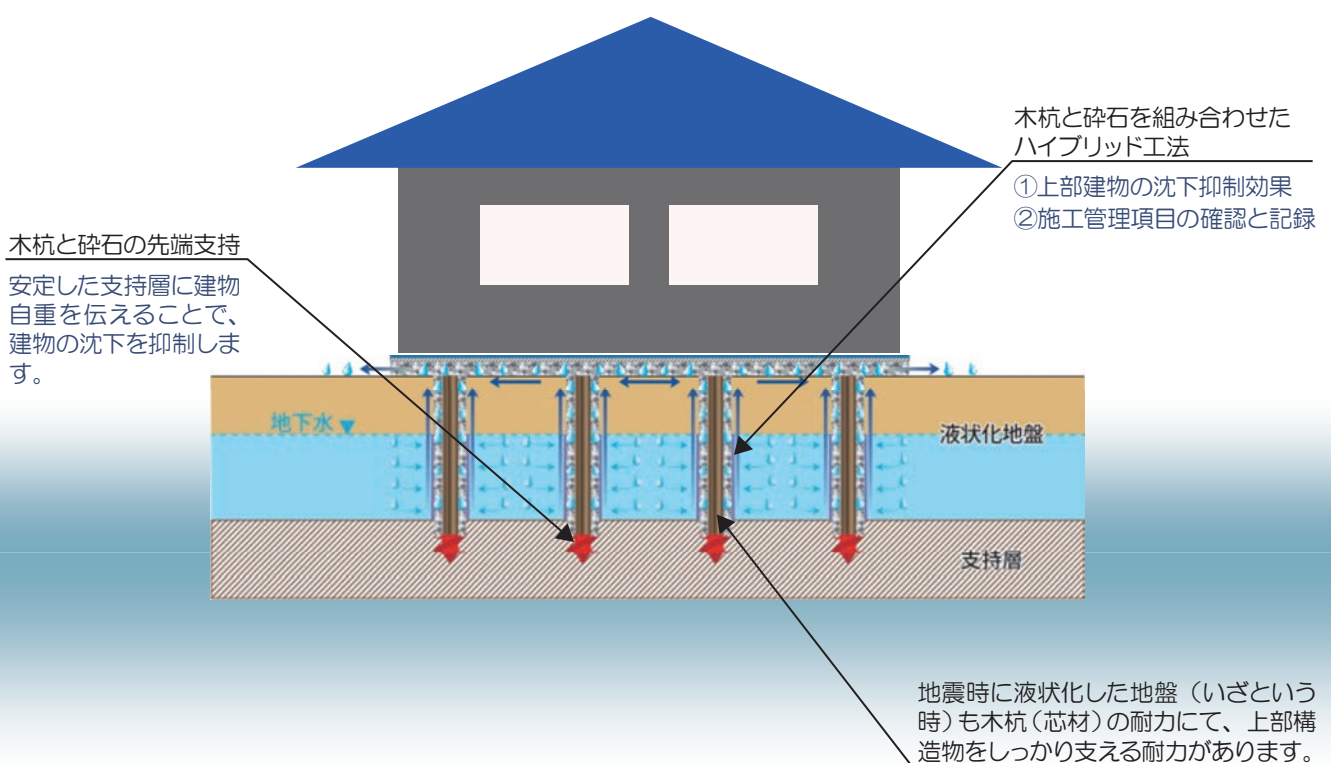 木杭と砕石を組み合わせた
ハイブリッド工法
①上部建物の沈下抑制効果
②施工管理項目の確認と記録
木杭と砕石の先端支持
安定した支持層に建物
自重を伝えることで、
建物の沈下を抑制しま
す。
地下水
液状化地盤
支持層
地震時に液状化した地盤（いざという
時）も木杭（芯材）の耐力にて、上部構
造物をしっかり支える耐力があります。